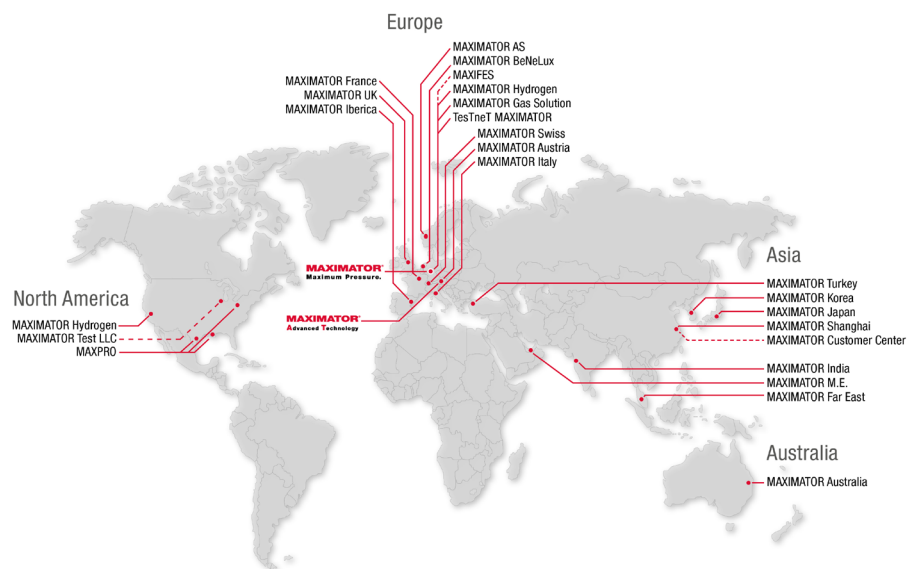 Europe
MAXIMATOR AS
MAXIMATOR BeNeLux
MAXIFES
MAXIMATOR Hydrogen
MAXIMATOR Gas Solution
TesTneT MAXIMATOR
MAXIMATOR Swiss
MAXIMATOR Austria
MAXIMATOR Italy
MAXIMATOR France
MAXIMATOR UK
MAXIMATOR Iberica
MAXIMATOR®
Maximum Pressure.
MAXIMATOR®
Advanced Technology
North America
MAXIMATOR Hydrogen
MAXIMATOR Test LLC
MAXPRO
Asia
MAXIMATOR Turkey
MAXIMATOR Korea
MAXIMATOR Japan
MAXIMATOR Shanghai
MAXIMATOR Customer Center
MAXIMATOR India
MAXIMATOR M.E.
MAXIMATOR Far East
Australia
MAXIMATOR Australia